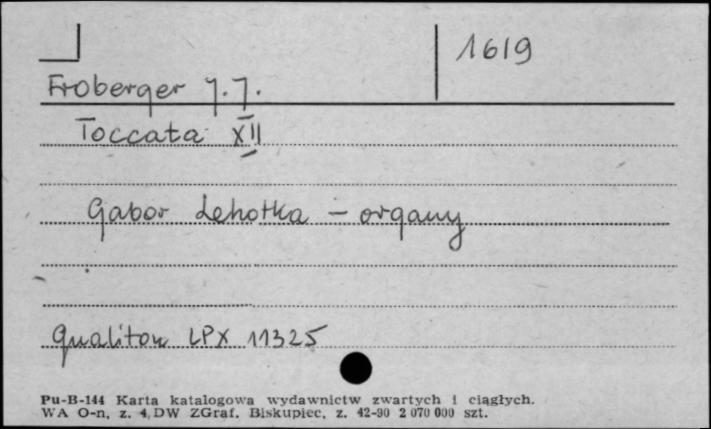 1619
Froberger J.J.
Toccata XII
Gabor Lehotka - organy
Qualiton LPX 11325
Pu-B-144 Karta katalogowa wydawnictw zwartych i ciągłych.
WA O-n, z. 4, DW ZGraf. Biskupiec, z. 42-90 2 070 000 szt.